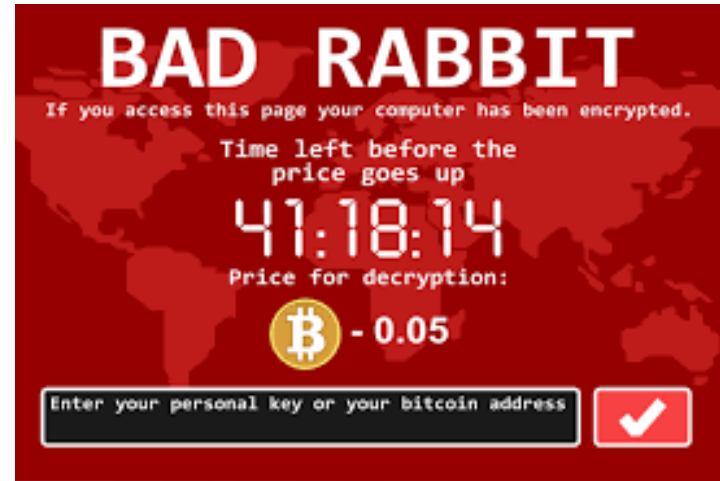 BAD RABBIT
If you access this page your computer has been encrypted.
Time left before the
price goes up
41:18:14
Price for decryption:
₿ - 0.05
Enter your personal key or your bitcoin address